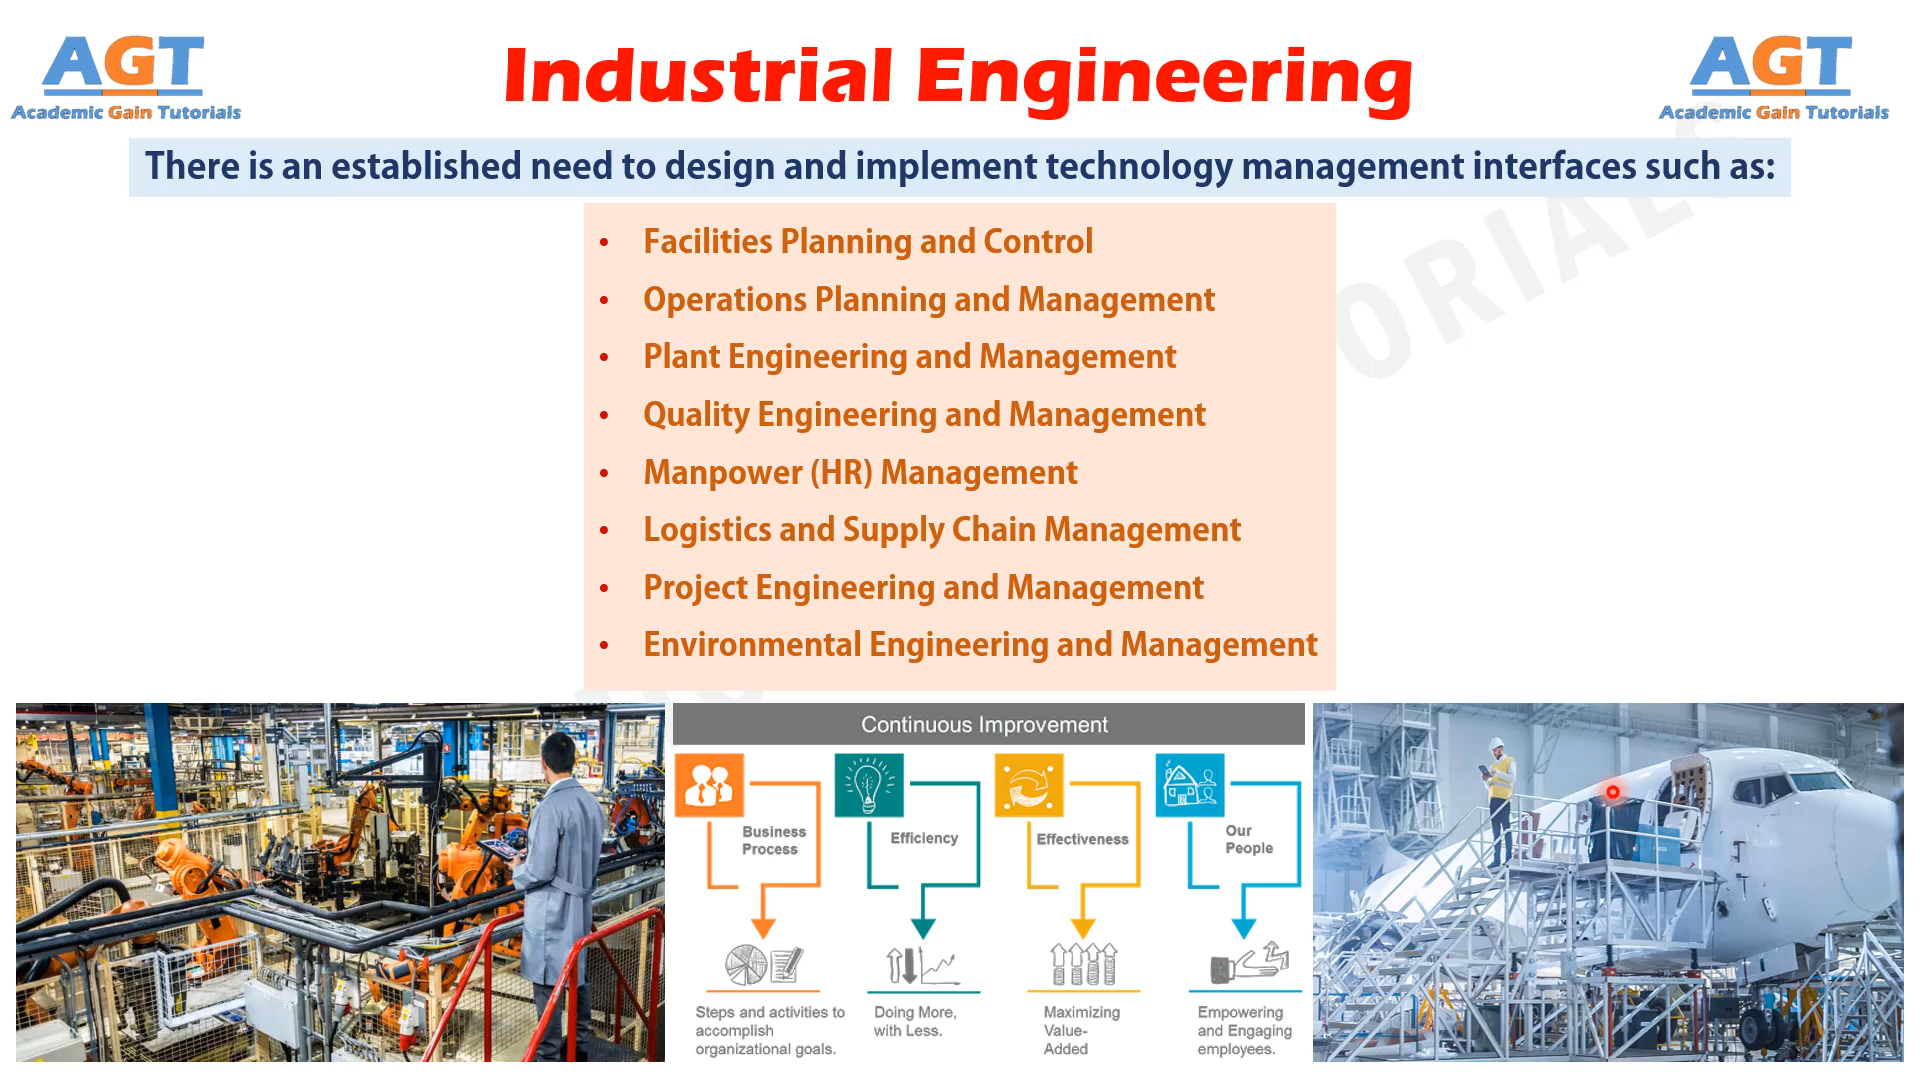 AGT
Academic Gain Tutorials
Industrial Engineering
AGT
Academic Gain Tutorials
There is an established need to design and implement technology management interfaces such as:
• Facilities Planning and Control
• Operations Planning and Management
• Plant Engineering and Management
• Quality Engineering and Management
• Manpower (HR) Management
• Logistics and Supply Chain Management
• Project Engineering and Management
• Environmental Engineering and Management
ORIALS
Continuous Improvement
Business
Process
Efficiency
Effectiveness
Our
People
Steps and activities to
accomplish
organizational goals.
Doing More,
with Less.
Maximizing
Value-
Added
Empowering
and Engaging
employees.